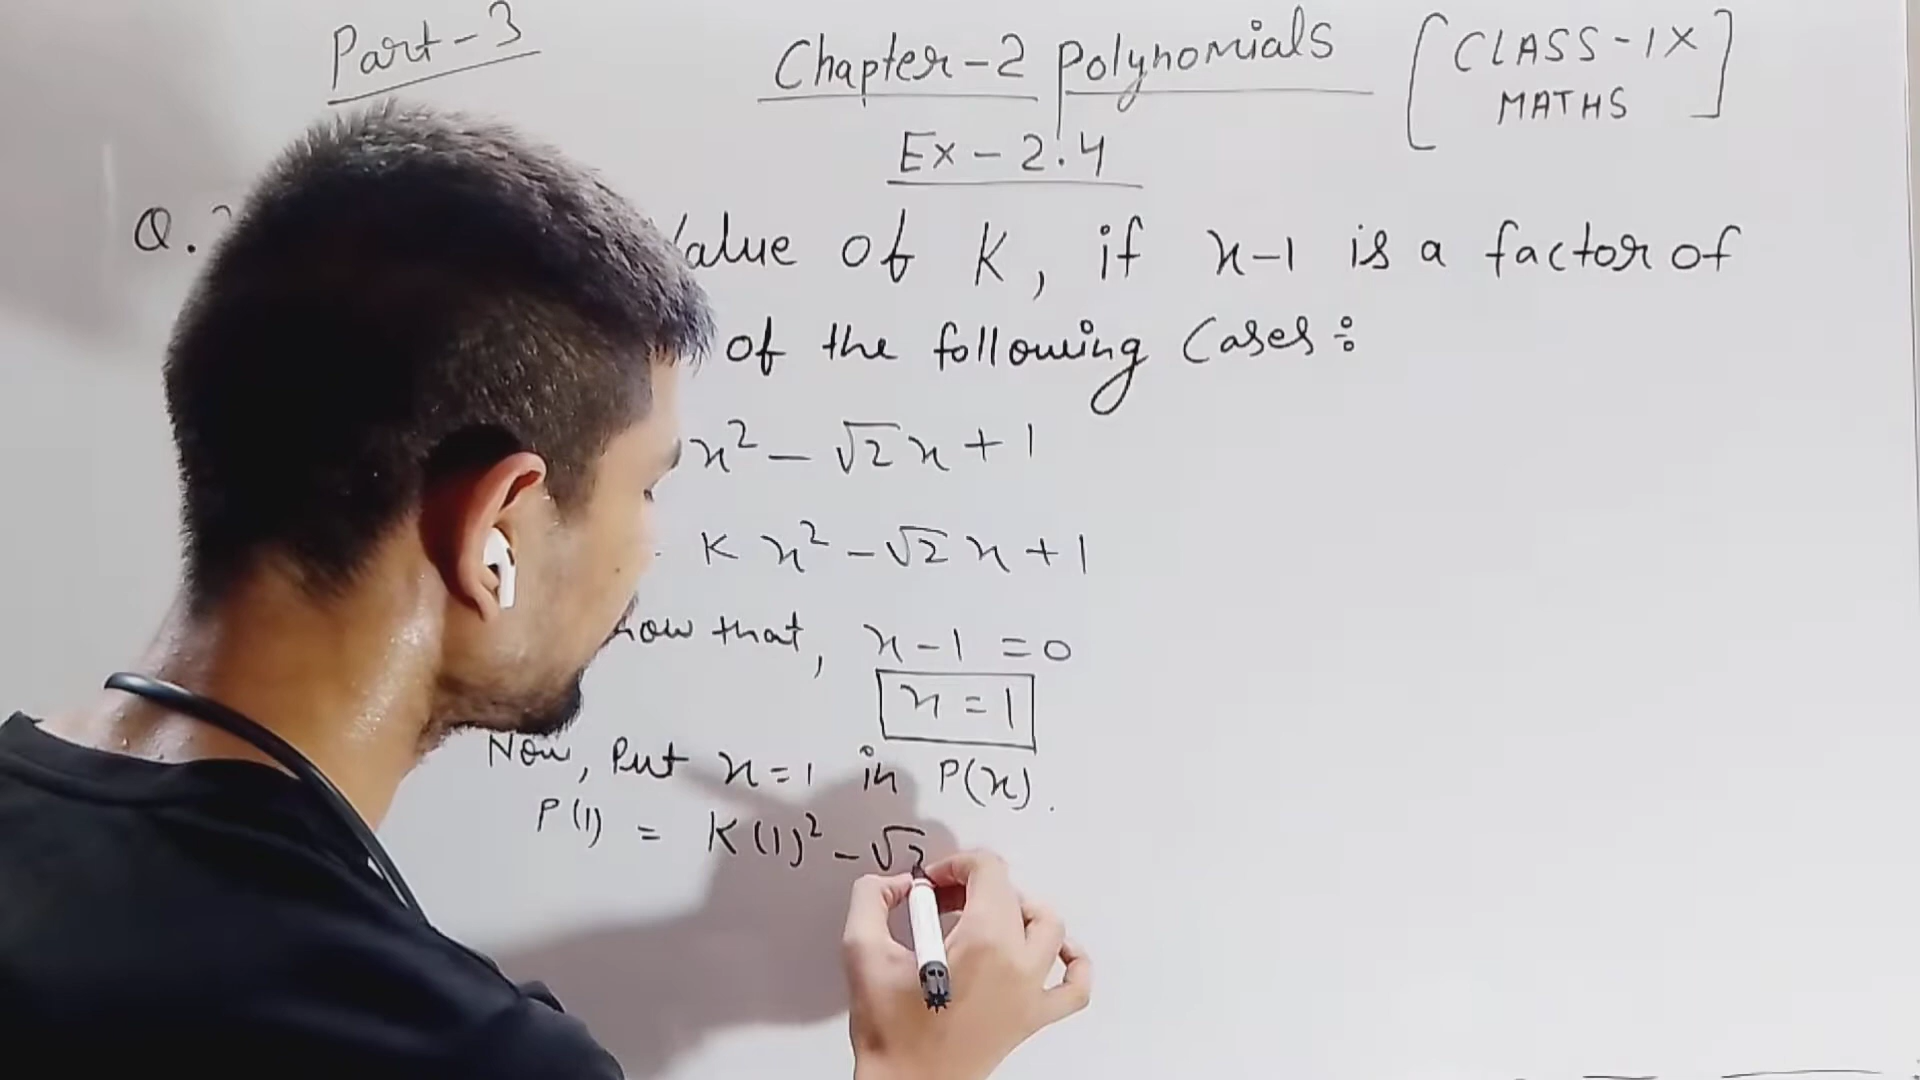 Part-3
Chapter-2 Polynomials
[CLASS-IX MATHS]
Ex-2.4
Q. Value of K, if x-1 is a factor of
of the following Cases:
x² - √2x + 1
K x² - √2 x + 1
that, x-1 = 0
x = 1
Now, Put x=1 in P(x).
P(1) = K(1)² - √2